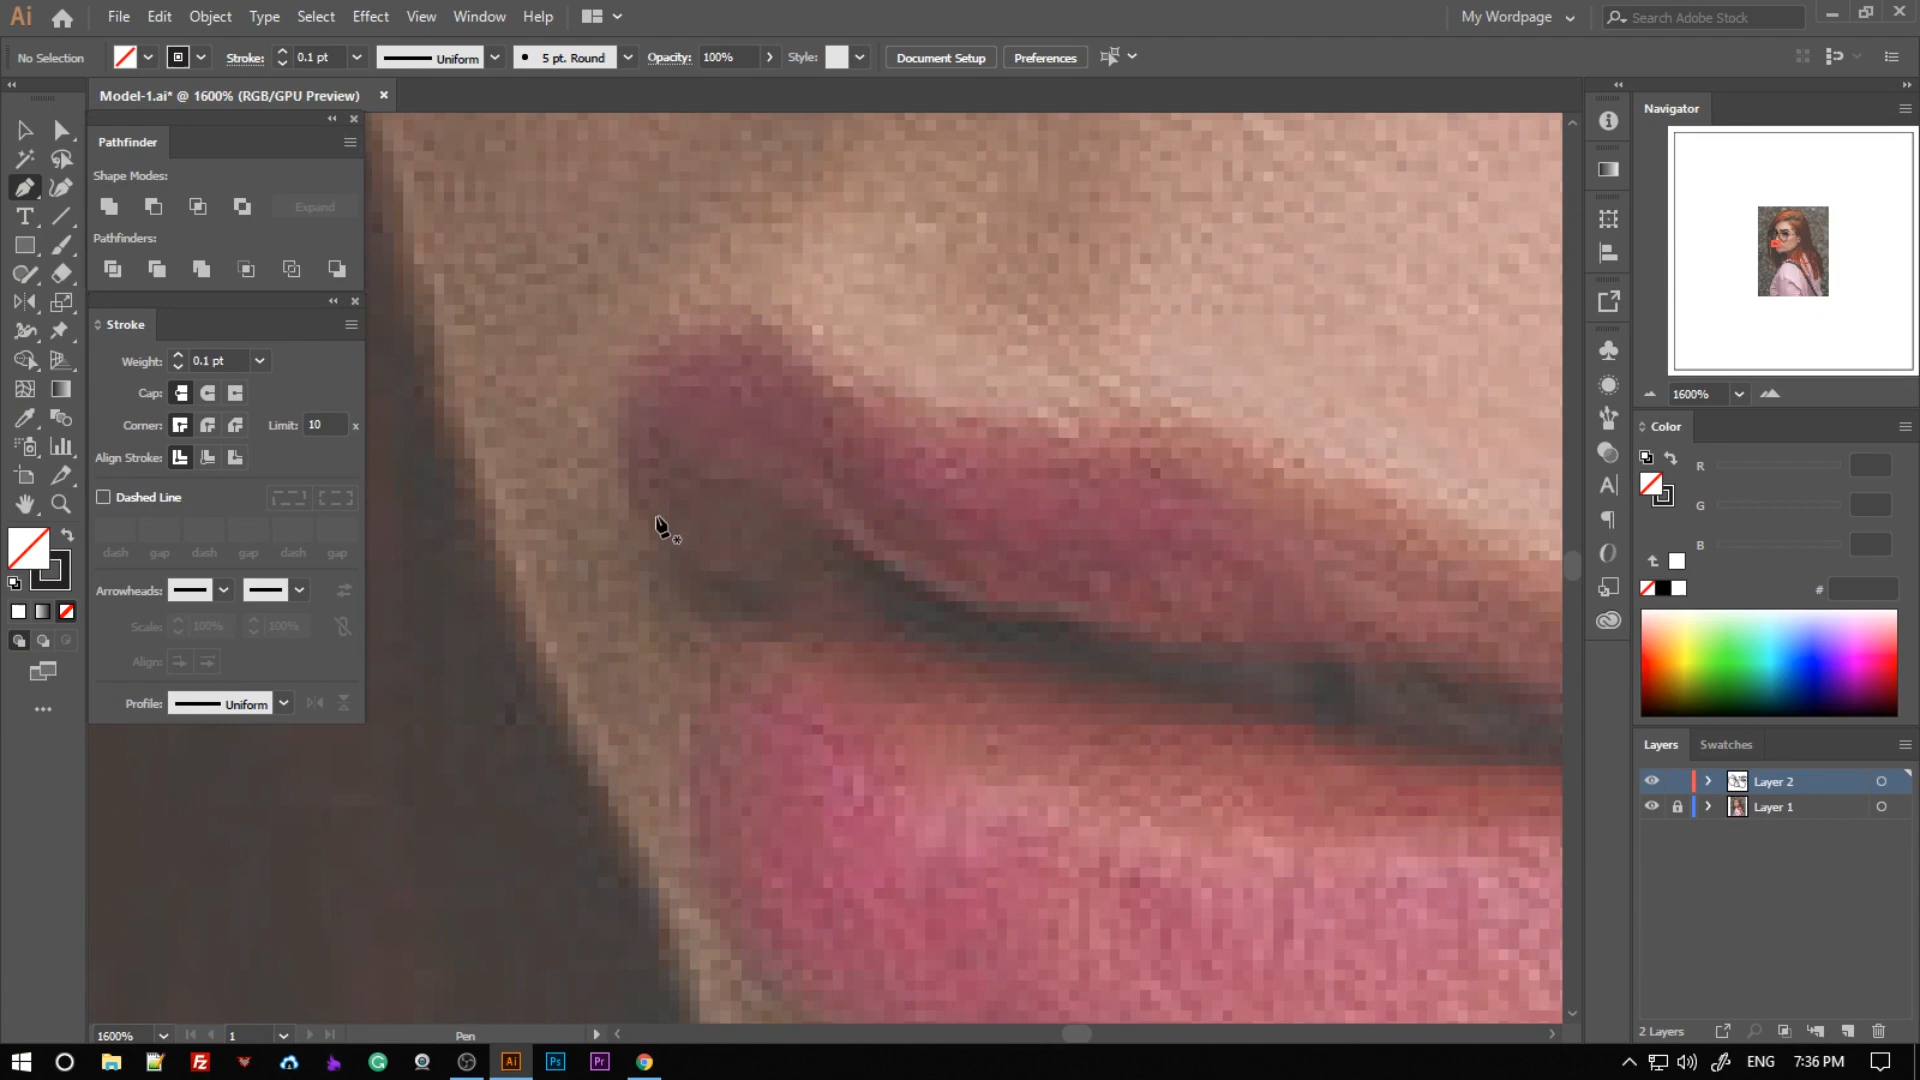 Ai File Edit Object Type Select Effect View Window Help My Wordpage Search Adobe Stock
No Selection Stroke: 0.1 pt Uniform 5 pt. Round Opacity: 100% Style: Document Setup Preferences
Model-1.ai* @ 1600% (RGB/GPU Preview) ×
Navigator
Pathfinder
Shape Modes:
Expand
Pathfinders:
Stroke
Weight: 0.1 pt
Cap:
Corner: Limit: 10 x
Align Stroke:
Dashed Line
dash gap dash gap dash gap
Arrowheads:
Scale: 100% 100%
Align:
Profile: Uniform
1600%
Color
R
G
B
#
Layers Swatches
Layer 2
Layer 1
2 Layers
1600% 1 Pen
Ai Ps Pr ENG 7:36 PM